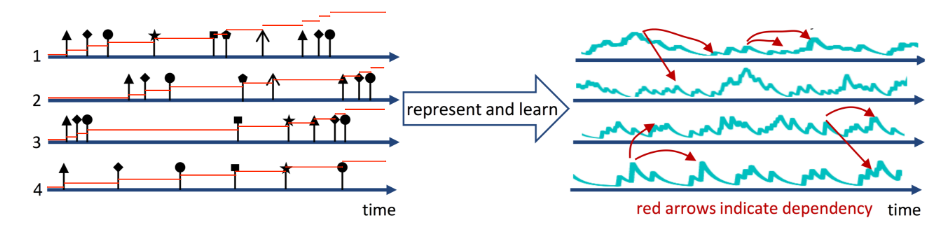 1
2
3
4
time
represent and learn
red arrows indicate dependency
time